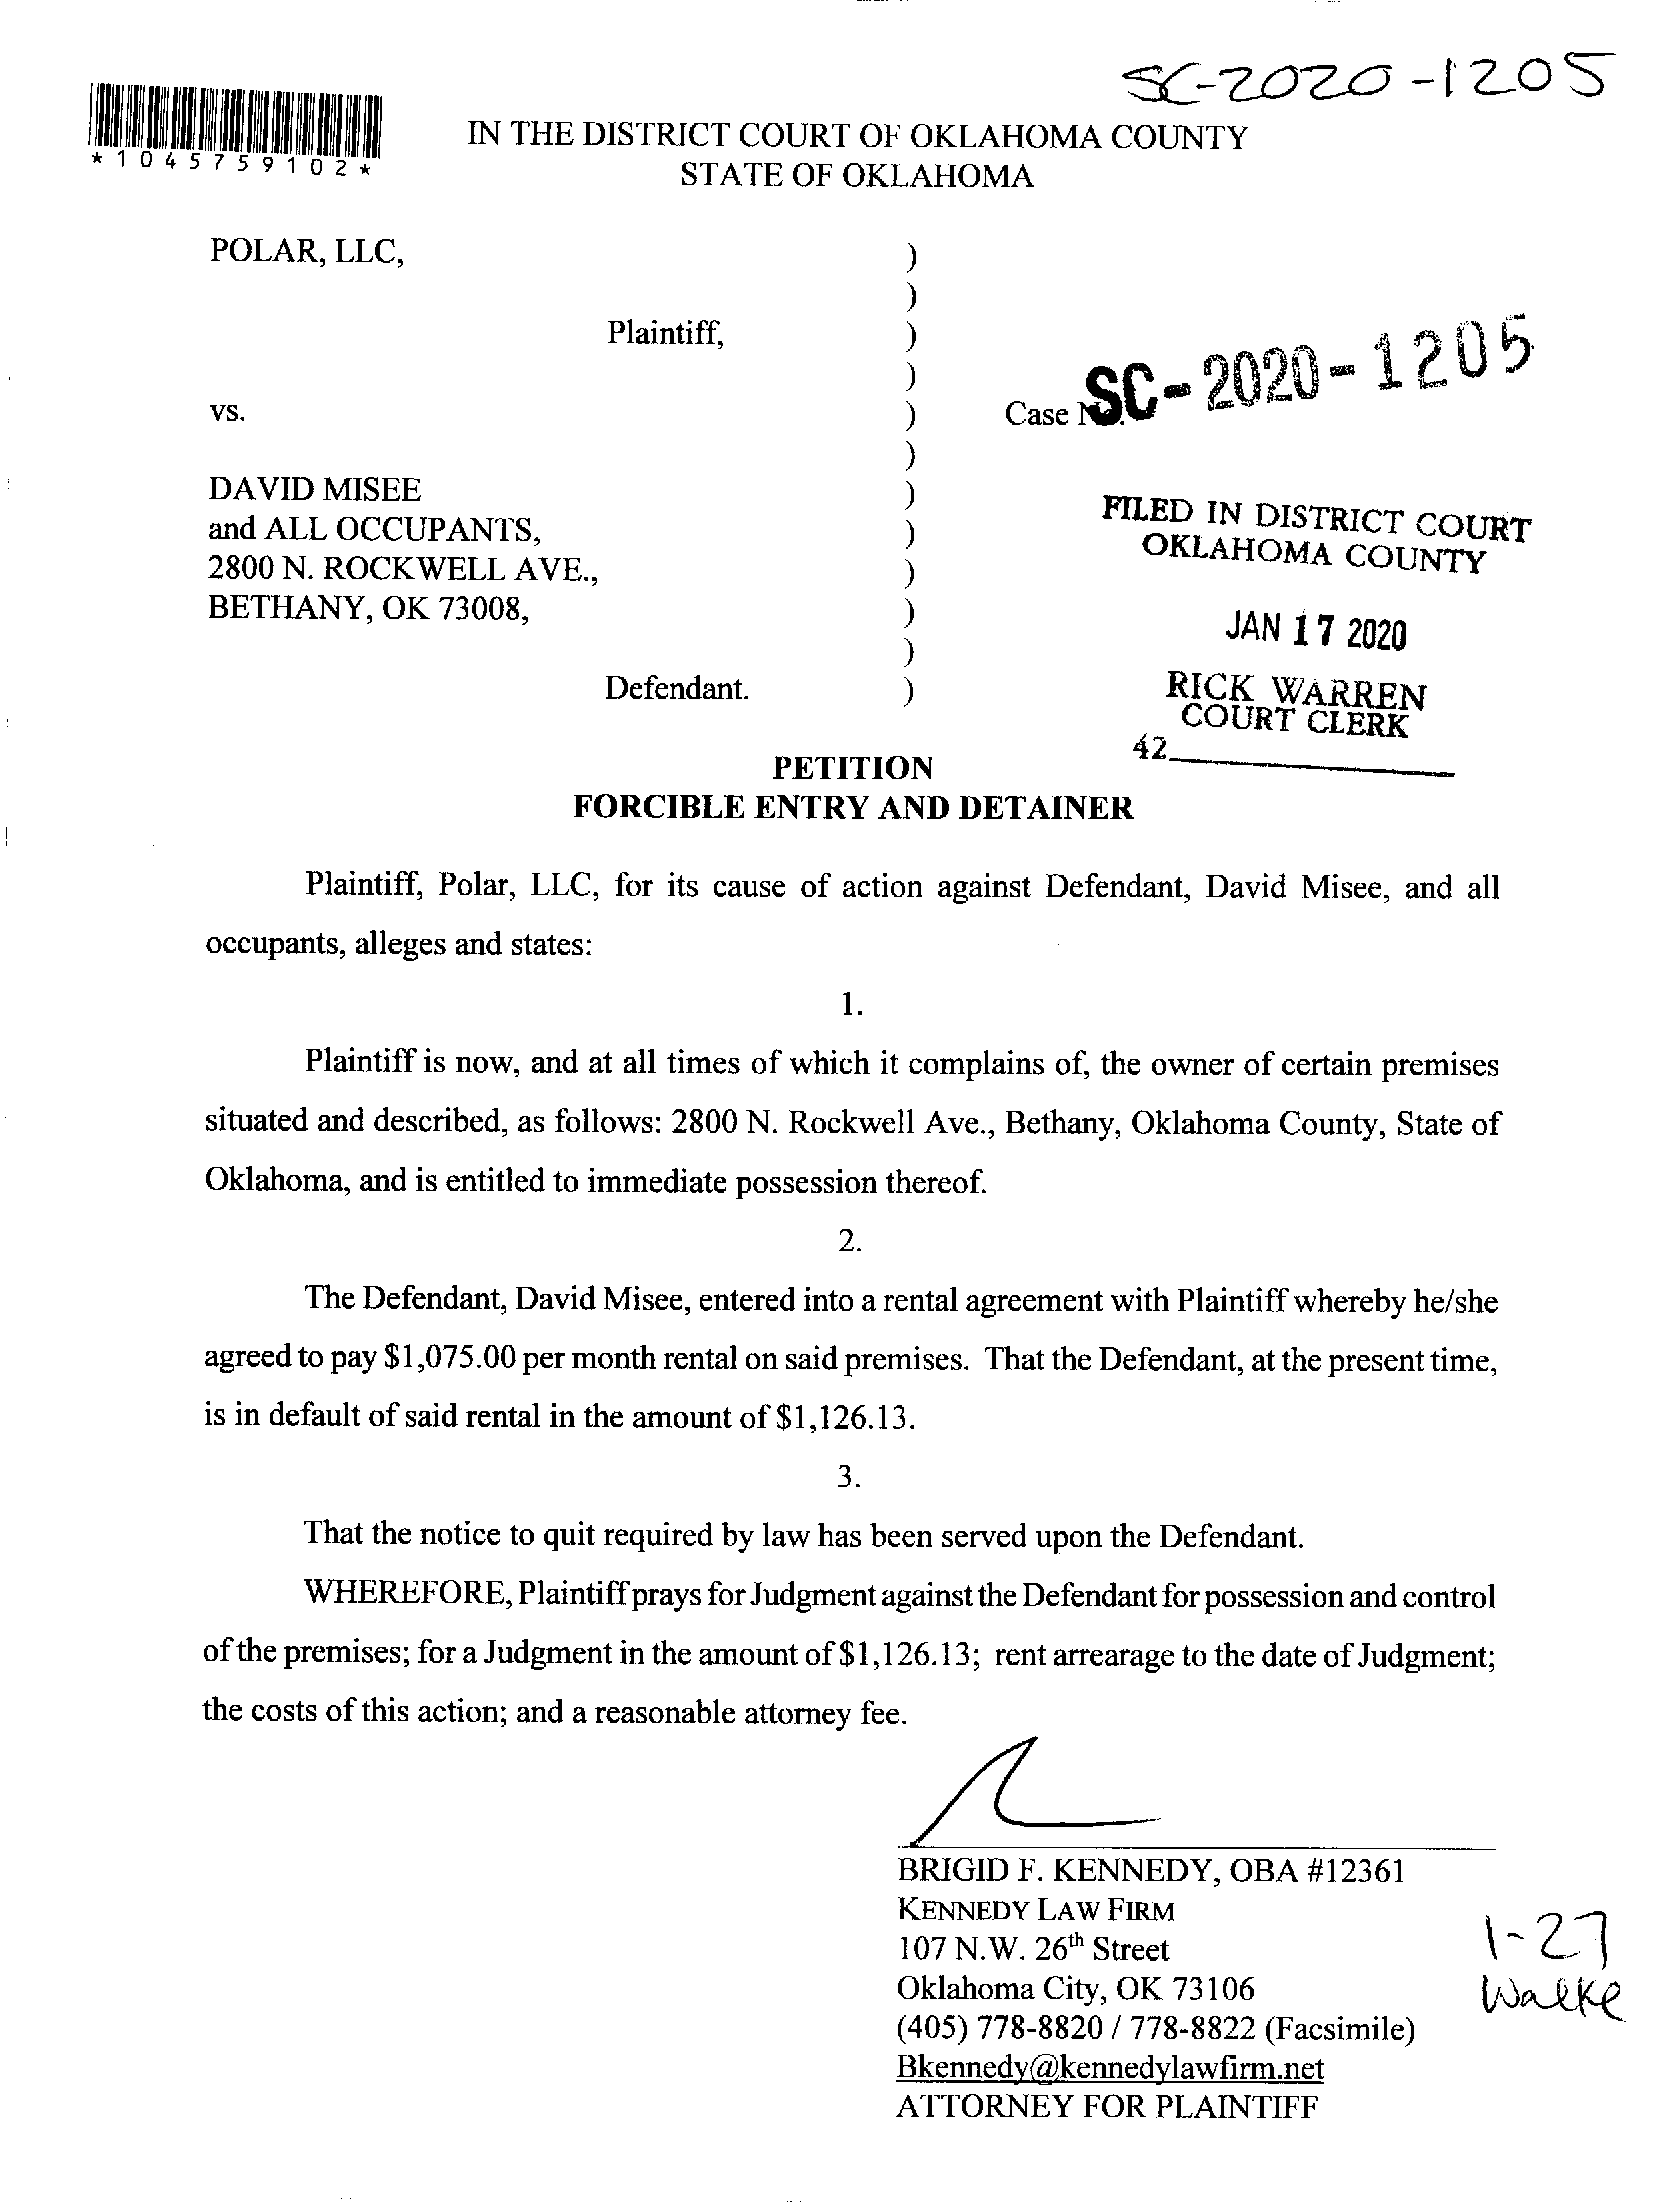 SC-2020-1205
*1045759102*
IN THE DISTRICT COURT OF OKLAHOMA COUNTY
STATE OF OKLAHOMA
POLAR, LLC, )
)
Plaintiff, )
)
vs. ) Case No. SC-2020-1205
)
DAVID MISEE )
and ALL OCCUPANTS, )
2800 N. ROCKWELL AVE., )
BETHANY, OK 73008, )
)
Defendant. )
FILED IN DISTRICT COURT
OKLAHOMA COUNTY
JAN 17 2020
RICK WARREN
COURT CLERK
42
PETITION
FORCIBLE ENTRY AND DETAINER
Plaintiff, Polar, LLC, for its cause of action against Defendant, David Misee, and all
occupants, alleges and states:
1.
Plaintiff is now, and at all times of which it complains of, the owner of certain premises
situated and described, as follows: 2800 N. Rockwell Ave., Bethany, Oklahoma County, State of
Oklahoma, and is entitled to immediate possession thereof.
2.
The Defendant, David Misee, entered into a rental agreement with Plaintiff whereby he/she
agreed to pay $1,075.00 per month rental on said premises. That the Defendant, at the present time,
is in default of said rental in the amount of $1,126.13.
3.
That the notice to quit required by law has been served upon the Defendant.
WHEREFORE, Plaintiff prays for Judgment against the Defendant for possession and control
of the premises; for a Judgment in the amount of $1,126.13; rent arrearage to the date of Judgment;
the costs of this action; and a reasonable attorney fee.
BRIGID F. KENNEDY, OBA #12361
KENNEDY LAW FIRM
107 N.W. 26th Street
Oklahoma City, OK 73106
(405) 778-8820 / 778-8822 (Facsimile)
Bkennedy@kennedylawfirm.net
ATTORNEY FOR PLAINTIFF
1-27
Walke